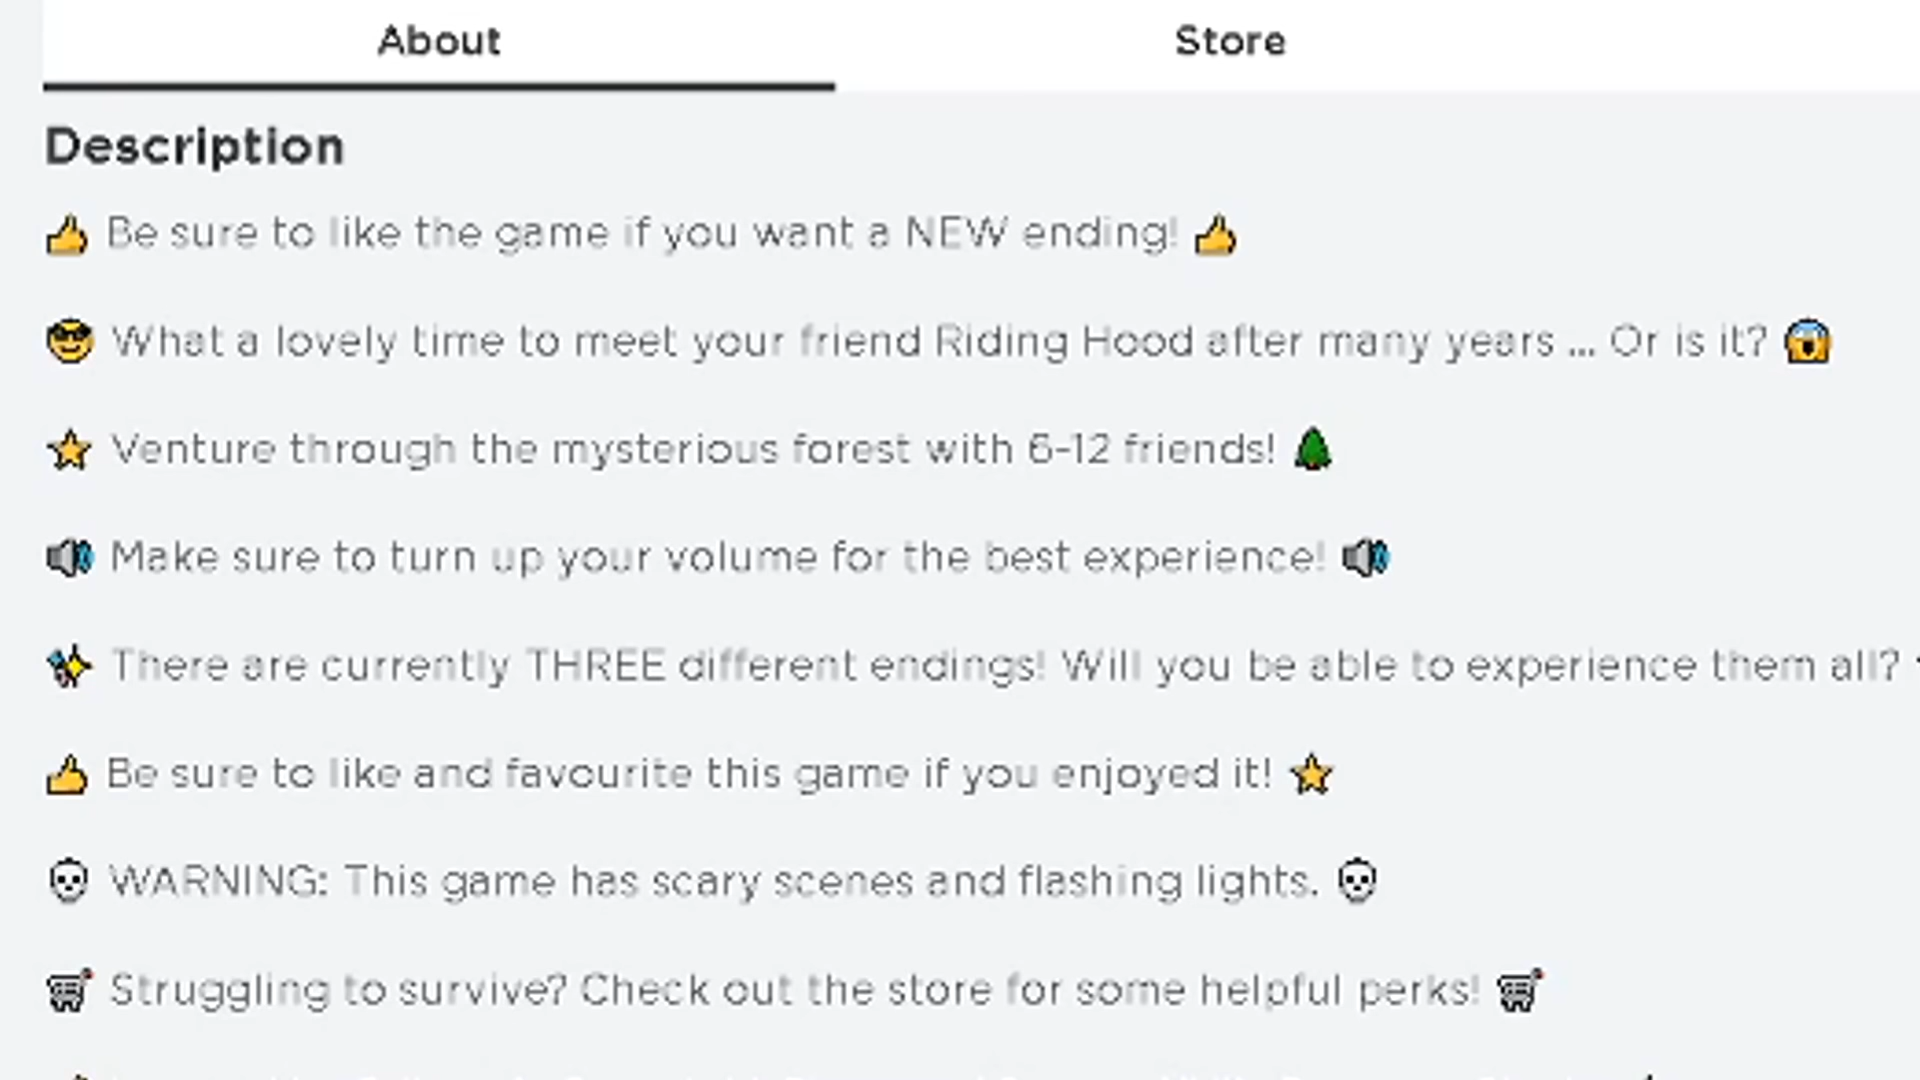 About Store
Description
👍 Be sure to like the game if you want a NEW ending! 👍
😎 What a lovely time to meet your friend Riding Hood after many years ... Or is it? 😱
⭐ Venture through the mysterious forest with 6-12 friends! 🌲
🔊 Make sure to turn up your volume for the best experience! 🔊
✨ There are currently THREE different endings! Will you be able to experience them all?
👍 Be sure to like and favourite this game if you enjoyed it! ⭐
💀 WARNING: This game has scary scenes and flashing lights. 💀
🛒 Struggling to survive? Check out the store for some helpful perks! 🛒